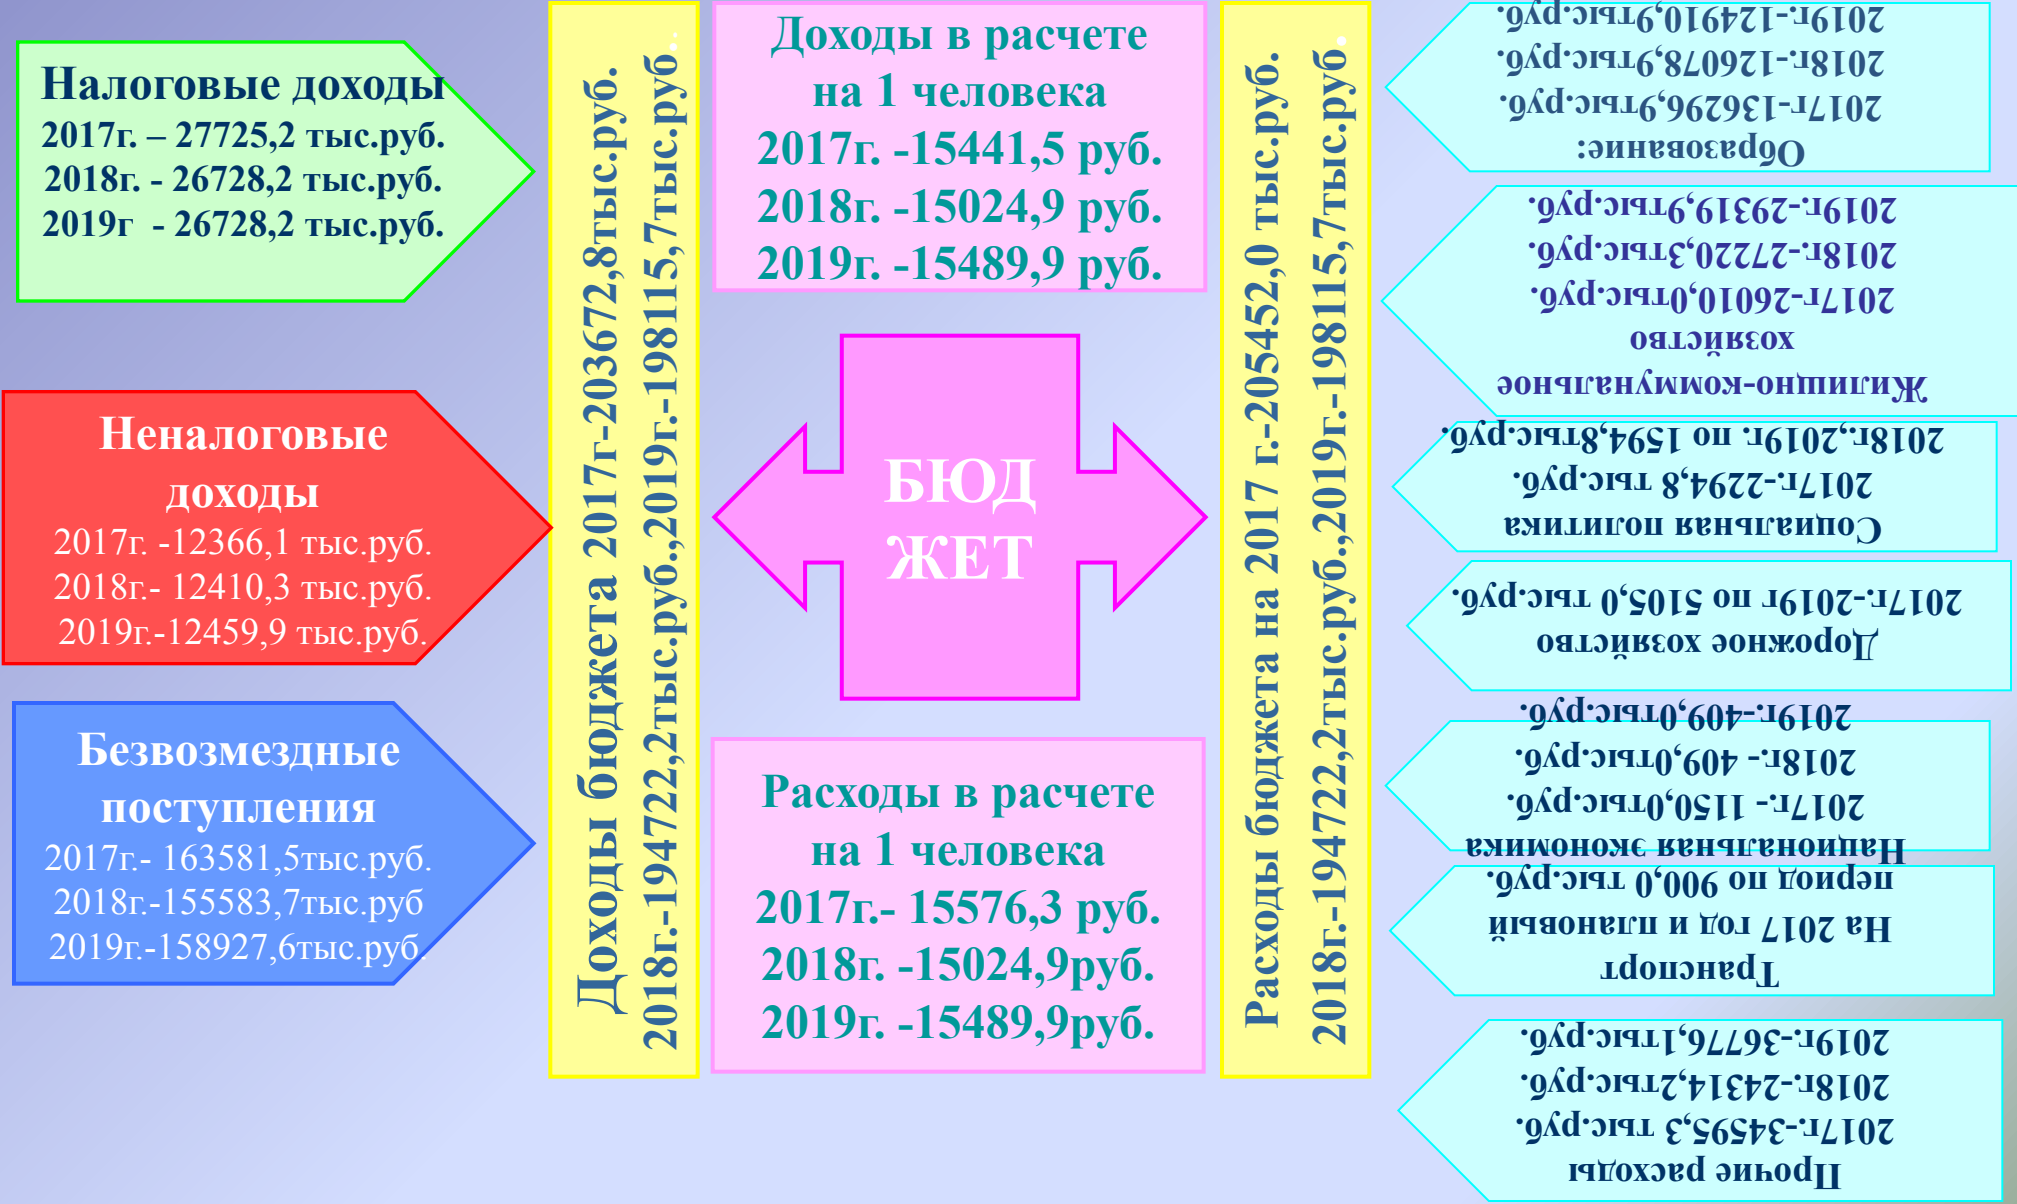 Налоговые доходы
2017г. – 27725,2 тыс.руб.
2018г. - 26728,2 тыс.руб.
2019г - 26728,2 тыс.руб.
Неналоговые
доходы
2017г. -12366,1 тыс.руб.
2018г.- 12410,3 тыс.руб.
2019г.-12459,9 тыс.руб.
Безвозмездные
поступления
2017г.- 163581,5тыс.руб.
2018г.-155583,7тыс.руб
2019г.-158927,6тыс.руб.
Доходы бюджета 2017г-203672,8тыс.руб.
2018г.-194722,2тыс.руб.,2019г.-198115,7тыс.руб..
Доходы в расчете
на 1 человека
2017г. -15441,5 руб.
2018г. -15024,9 руб.
2019г. -15489,9 руб.
БЮД
ЖЕТ
Расходы в расчете
на 1 человека
2017г.- 15576,3 руб.
2018г. -15024,9руб.
2019г. -15489,9руб.
Расходы бюджета на 2017 г.-205452,0 тыс.руб.
2018г.-194722,2тыс.руб.,2019г.-198115,7тыс.руб.
Образование:
2017г-136296,9тыс.руб.
2018г.-126078,9тыс.руб.
2019г.-124910,9тыс.руб.
Жилищно-коммунальное
хозяйство
2017г-26010,0тыс.руб.
2018г.-27220,3тыс.руб.
2019г.-29319,9тыс.руб.
Социальная политика
2017г.-2294,8 тыс.руб.
2018г.,2019г. по 1594,8тыс.руб.
Дорожное хозяйство
2017г.-2019г по 5105,0 тыс.руб.
Национальная экономика
2017г.- 1150,0тыс.руб.
2018г.- 409,0тыс.руб.
2019г.-409,0тыс.руб.
Транспорт
На 2017 год и плановый
период по 900,0 тыс.руб.
Прочие расходы
2017г.-34595,3 тыс.руб.
2018г.-24314,2тыс.руб.
2019г.-36776,1тыс.руб.